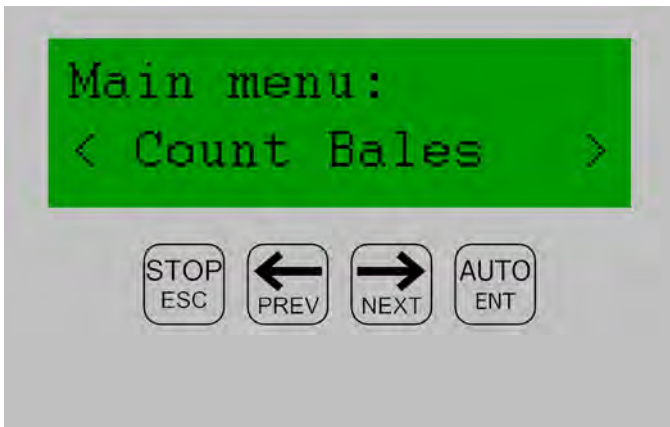 Main menu:
< Count Bales >
STOP
ESC
PREV
NEXT
AUTO
ENT